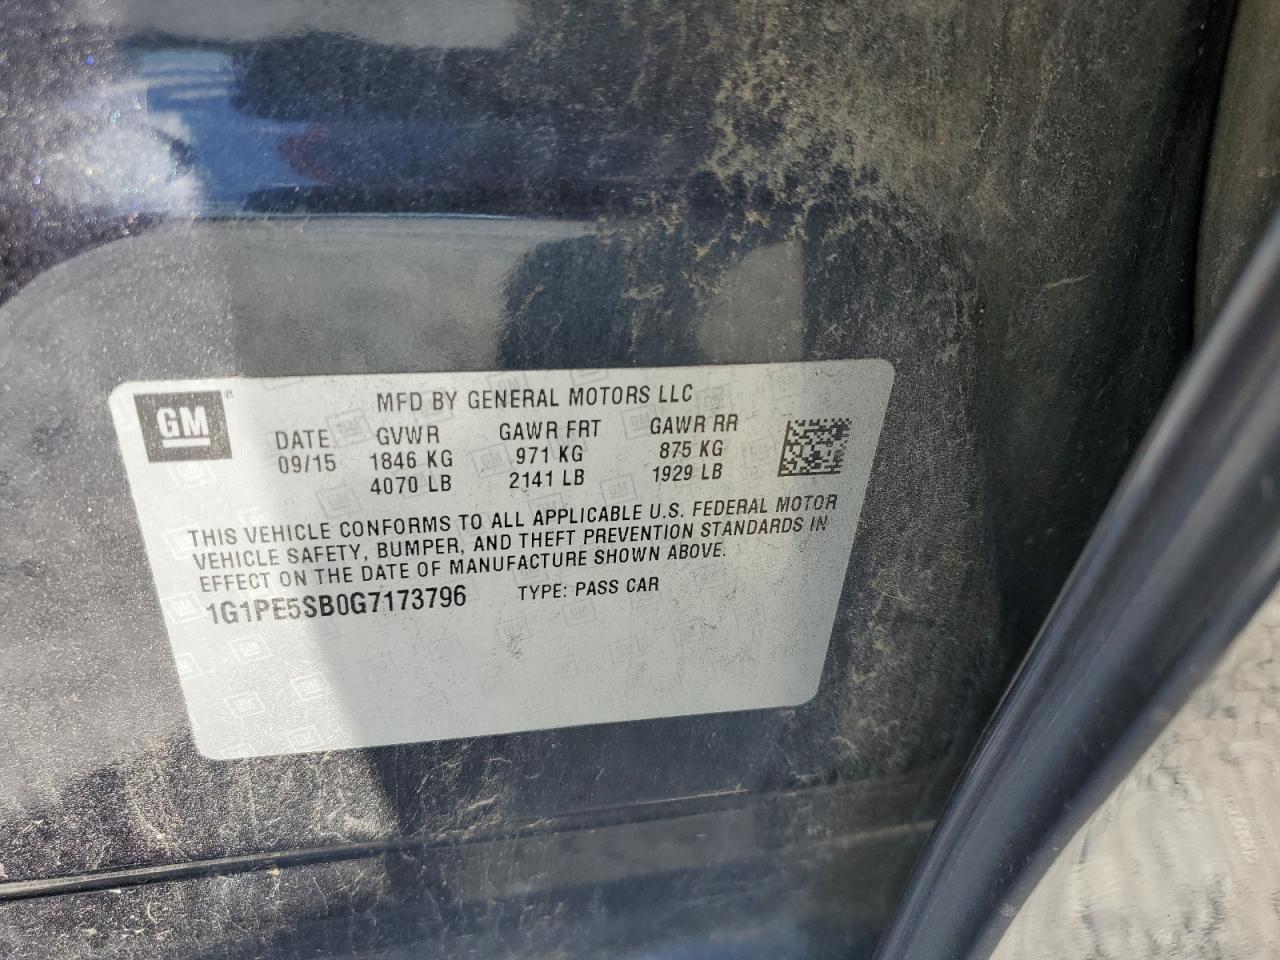 GM®
MFD BY GENERAL MOTORS LLC
DATE GVWR GAWR FRT GAWR RR
09/15 1846 KG 971 KG 875 KG
4070 LB 2141 LB 1929 LB
THIS VEHICLE CONFORMS TO ALL APPLICABLE U.S. FEDERAL MOTOR
VEHICLE SAFETY, BUMPER, AND THEFT PREVENTION STANDARDS IN
EFFECT ON THE DATE OF MANUFACTURE SHOWN ABOVE.
1G1PE5SB0G7173796 TYPE: PASS CAR